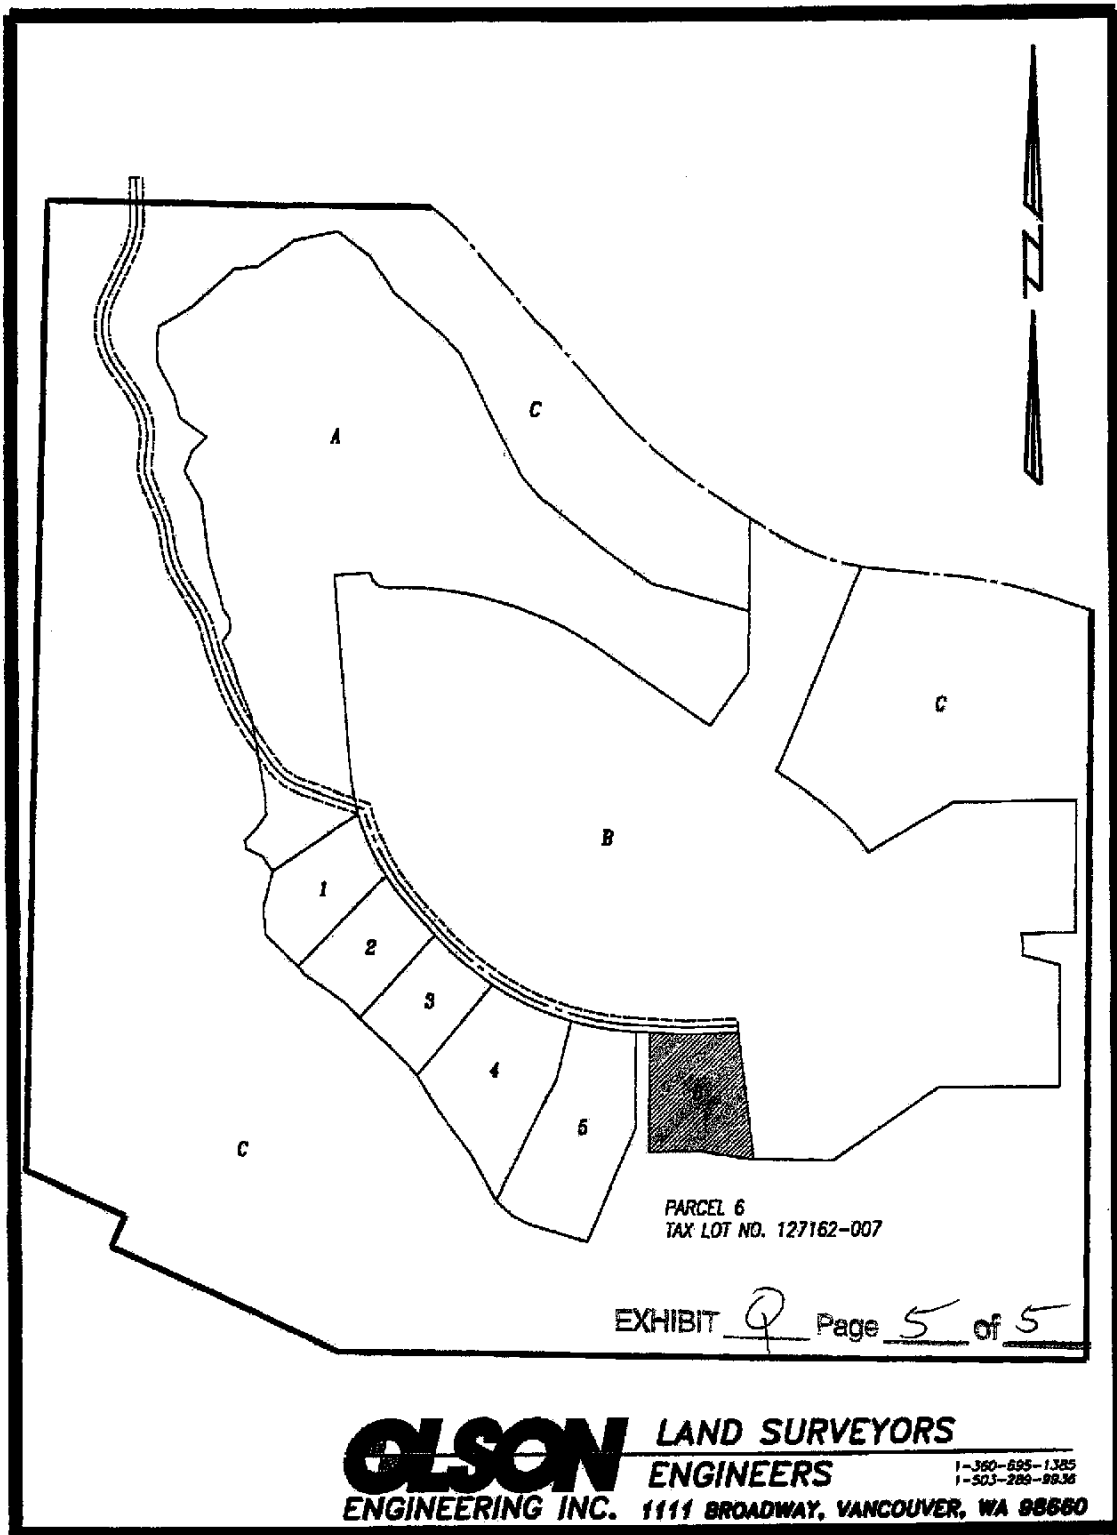 N
C
A
C
B
1
2
3
4
5
C
PARCEL 6
TAX LOT NO. 127162-007
EXHIBIT Q Page 5 of 5
OLSON
ENGINEERING INC.
LAND SURVEYORS
ENGINEERS
1-360-695-1385
1-503-289-9936
1111 BROADWAY, VANCOUVER, WA 98660